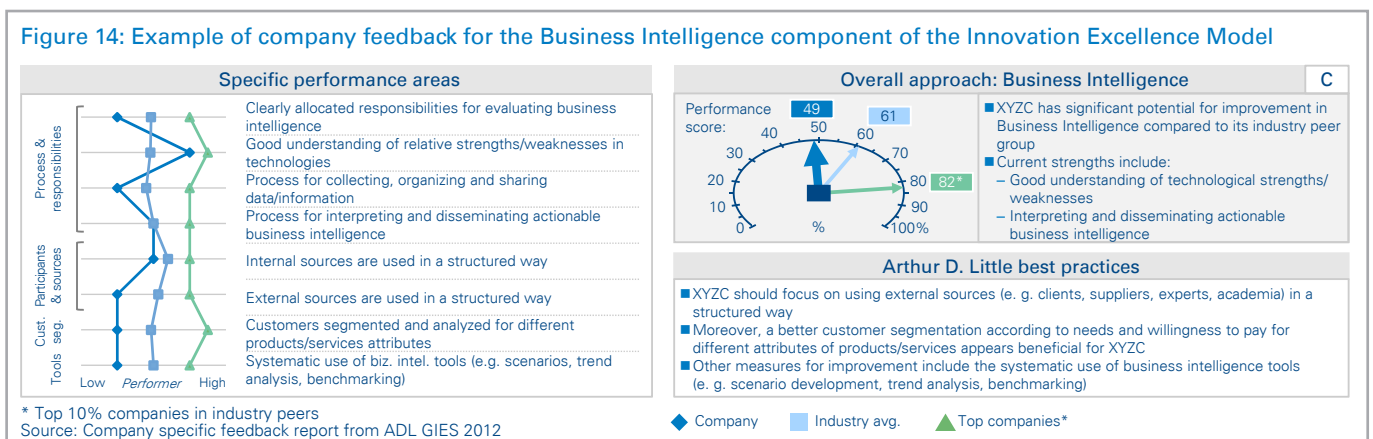 Figure 14: Example of company feedback for the Business Intelligence component of the Innovation Excellence Model
Specific performance areas
Process &
responsibilities
Clearly allocated responsibilities for evaluating business
intelligence
Good understanding of relative strengths/weaknesses in
technologies
Process for collecting, organizing and sharing
data/information
Process for interpreting and disseminating actionable
business intelligence
Participants
& sources
Internal sources are used in a structured way
External sources are used in a structured way
Cust.
seg.
Customers segmented and analyzed for different
products/services attributes
Tools
Systematic use of biz. intel. tools (e.g. scenarios, trend
analysis, benchmarking)
Low Performer High
Overall approach: Business Intelligence
C
Performance
score:
49
61
82*
0
10
20
30
40
50
60
70
80
90
100%
%
XYZC has significant potential for improvement in
Business Intelligence compared to its industry peer
group
Current strengths include:
– Good understanding of technological strengths/
weaknesses
– Interpreting and disseminating actionable
business intelligence
Arthur D. Little best practices
XYZC should focus on using external sources (e. g. clients, suppliers, experts, academia) in a
structured way
Moreover, a better customer segmentation according to needs and willingness to pay for
different attributes of products/services appears beneficial for XYZC
Other measures for improvement include the systematic use of business intelligence tools
(e. g. scenario development, trend analysis, benchmarking)
* Top 10% companies in industry peers
Source: Company specific feedback report from ADL GIES 2012
Company
Industry avg.
Top companies*